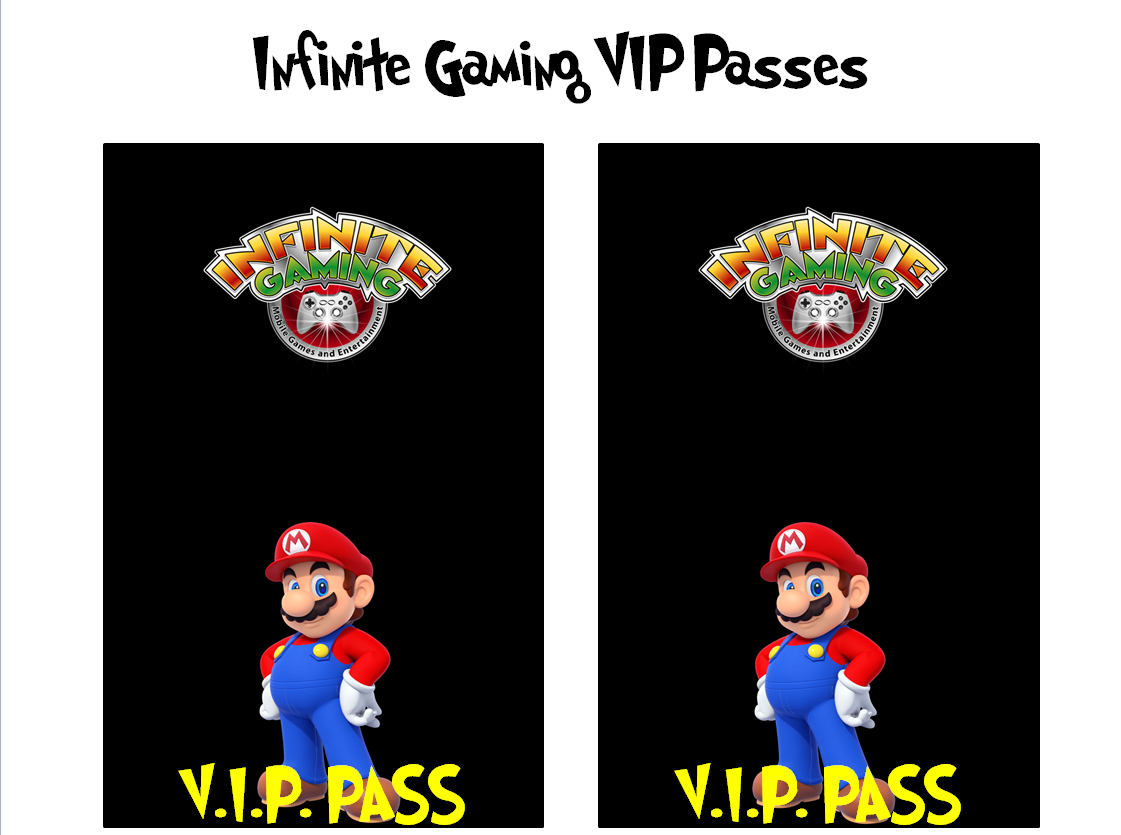 Infinite Gaming VIP Passes
INFINITE
GAMING
Mobile Games and Entertainment
M
V.I.P. PASS
INFINITE
GAMING
Mobile Games and Entertainment
M
V.I.P. PASS